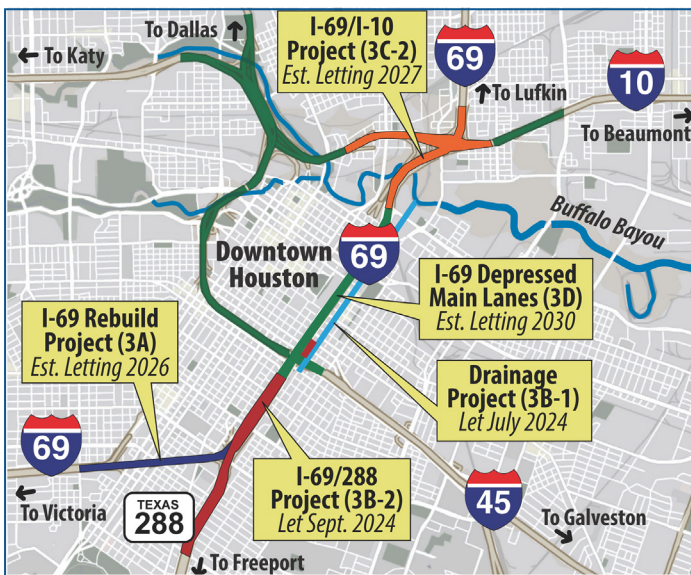 To Dallas
To Katy
I-69/I-10
Project (3C-2)
Est. Letting 2027
69
To Lufkin
10
To Beaumont
Buffalo Bayou
Downtown
Houston
69
I-69 Depressed
Main Lanes (3D)
Est. Letting 2030
I-69 Rebuild
Project (3A)
Est. Letting 2026
Drainage
Project (3B-1)
Let July 2024
69
To Victoria
TEXAS
288
I-69/288
Project (3B-2)
Let Sept. 2024
45
To Galveston
To Freeport